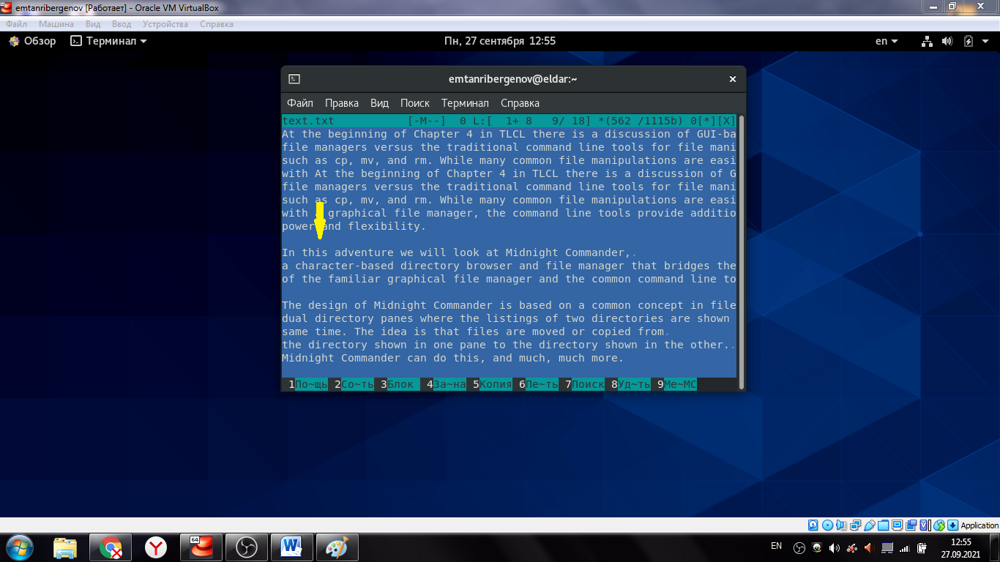 emtanribergenov [Работает] - Oracle VM VirtualBox
Файл Машина Вид Ввод Устройства Справка
Обзор Терминал Пн, 27 сентября 12:55 en
emtanribergenov@eldar:~
Файл Правка Вид Поиск Терминал Справка
text.txt [-M--] 0 L:[ 1+ 8 9/ 18] *(562 /1115b) 0[*][X]
At the beginning of Chapter 4 in TLCL there is a discussion of GUI-ba
file managers versus the traditional command line tools for file mani
such as cp, mv, and rm. While many common file manipulations are easi
with At the beginning of Chapter 4 in TLCL there is a discussion of G
file managers versus the traditional command line tools for file mani
such as cp, mv, and rm. While many common file manipulations are easi
with graphical file manager, the command line tools provide additio
power and flexibility.
In this adventure we will look at Midnight Commander,.
a character-based directory browser and file manager that bridges the
of the familiar graphical file manager and the common command line to
The design of Midnight Commander is based on a common concept in file
dual directory panes where the listings of two directories are shown
same time. The idea is that files are moved or copied from.
the directory shown in one pane to the directory shown in the other..
Midnight Commander can do this, and much, much more.
1По~щь 2Со~ть 3Блок 4За~на 5Копия 6Пе~ть 7Поиск 8Уд~ть 9Ме~МС
Application
64 EN 12:55
27.09.2021